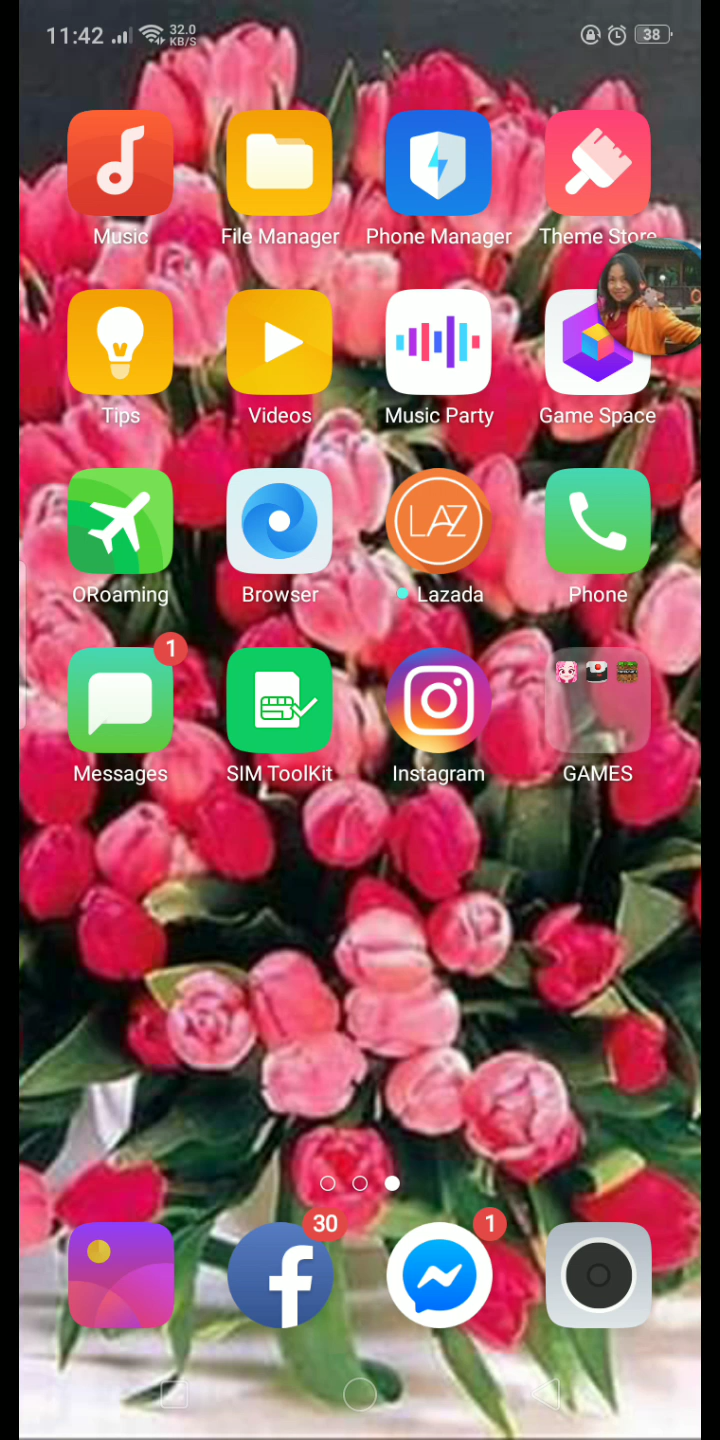 11:42 32.0 KB/S 38
Music File Manager Phone Manager Theme Store
Tips Videos Music Party Game Space
LAZ
ORoaming Browser Lazada Phone
1
Messages SIM ToolKit Instagram GAMES
30 1
f